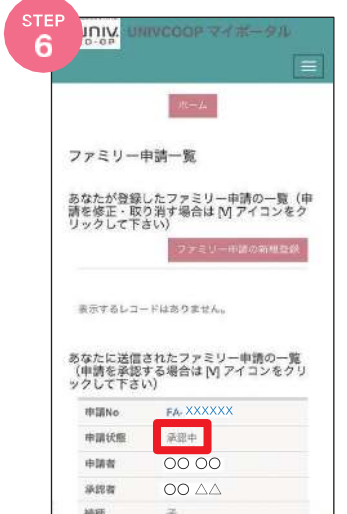 STEP
6
UNIV.
CO-OP
UNIVCOOP マイポータル
ホーム
ファミリー申請一覧
あなたが登録したファミリー申請の一覧（申
請を修正・取り消す場合は [V] アイコンをク
リックして下さい）
ファミリー申請の新規登録
表示するレコードはありません。
あなたに送信されたファミリー申請の一覧
（申請を承認する場合は [V] アイコンをクリ
ックして下さい）
申請No FA- XXXXXX
申請状態 承認中
申請者 〇〇 〇〇
承認者 〇〇 △△
続柄 子